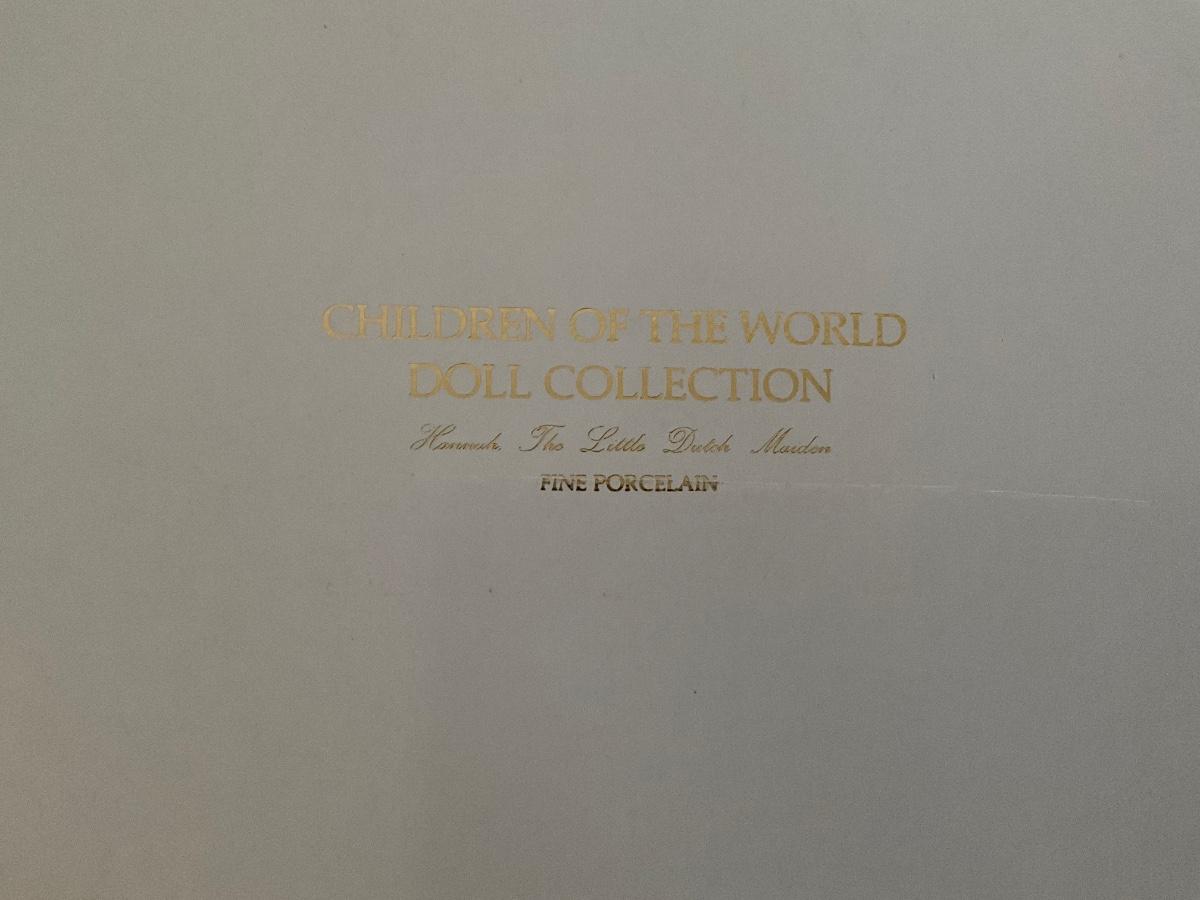 CHILDREN OF THE WORLD
DOLL COLLECTION
Hannah, The Little Dutch Maiden
FINE PORCELAIN